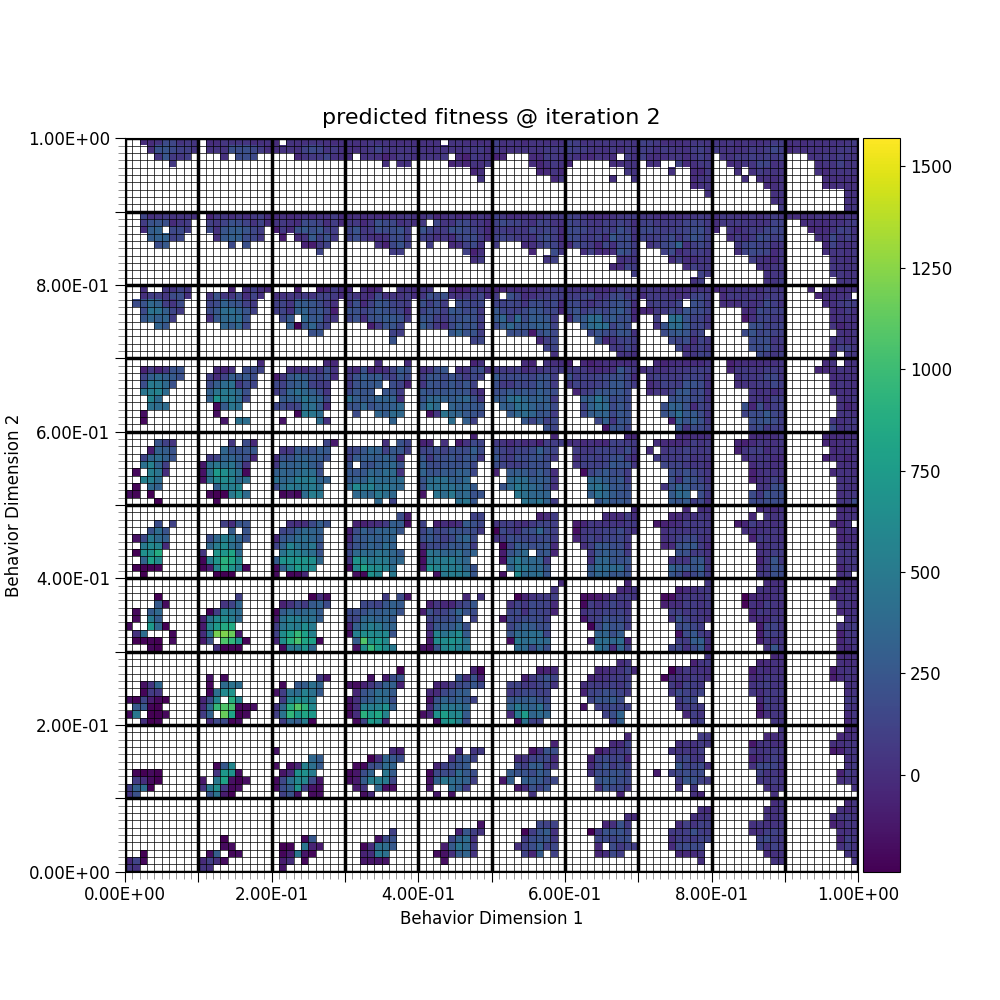 predicted fitness @ iteration 2
1.00E+00
8.00E-01
6.00E-01
4.00E-01
2.00E-01
0.00E+00
Behavior Dimension 2
0.00E+00 2.00E-01 4.00E-01 6.00E-01 8.00E-01 1.00E+00
Behavior Dimension 1
1500
1250
1000
750
500
250
0